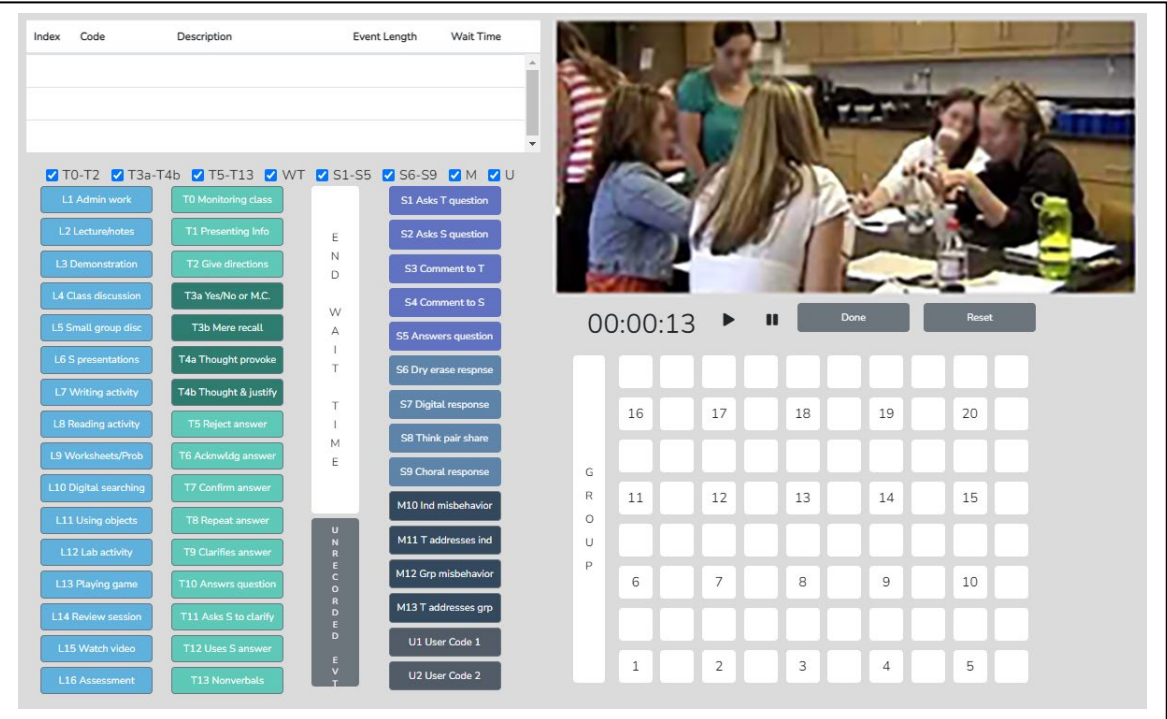 Index Code Description Event Length Wait Time
T0-T2 T3a-T4b T5-T13 WT S1-S5 S6-S9 M U
L1 Admin work
L2 Lecture/notes
L3 Demonstration
L4 Class discussion
L5 Small group disc
L6 S presentations
L7 Writing activity
L8 Reading activity
L9 Worksheets/Prob
L10 Digital searching
L11 Using objects
L12 Lab activity
L13 Playing game
L14 Review session
L15 Watch video
L16 Assessment
T0 Monitoring class
T1 Presenting Info
T2 Give directions
T3a Yes/No or M.C.
T3b Mere recall
T4a Thought provoke
T4b Thought & justify
T5 Reject answer
T6 Acknwldg answer
T7 Confirm answer
T8 Repeat answer
T9 Clarifies answer
T10 Answrs question
T11 Asks S to clarify
T12 Uses S answer
T13 Nonverbals
END WAIT TIME
UNRECORDED EVT
S1 Asks T question
S2 Asks S question
S3 Comment to T
S4 Comment to S
S5 Answers question
S6 Dry erase respnse
S7 Digital response
S8 Think pair share
S9 Choral response
M10 Ind misbehavior
M11 T addresses ind
M12 Grp misbehavior
M13 T addresses grp
U1 User Code 1
U2 User Code 2
00:00:13 Done Reset
GROUP
16 17 18 19 20
11 12 13 14 15
6 7 8 9 10
1 2 3 4 5